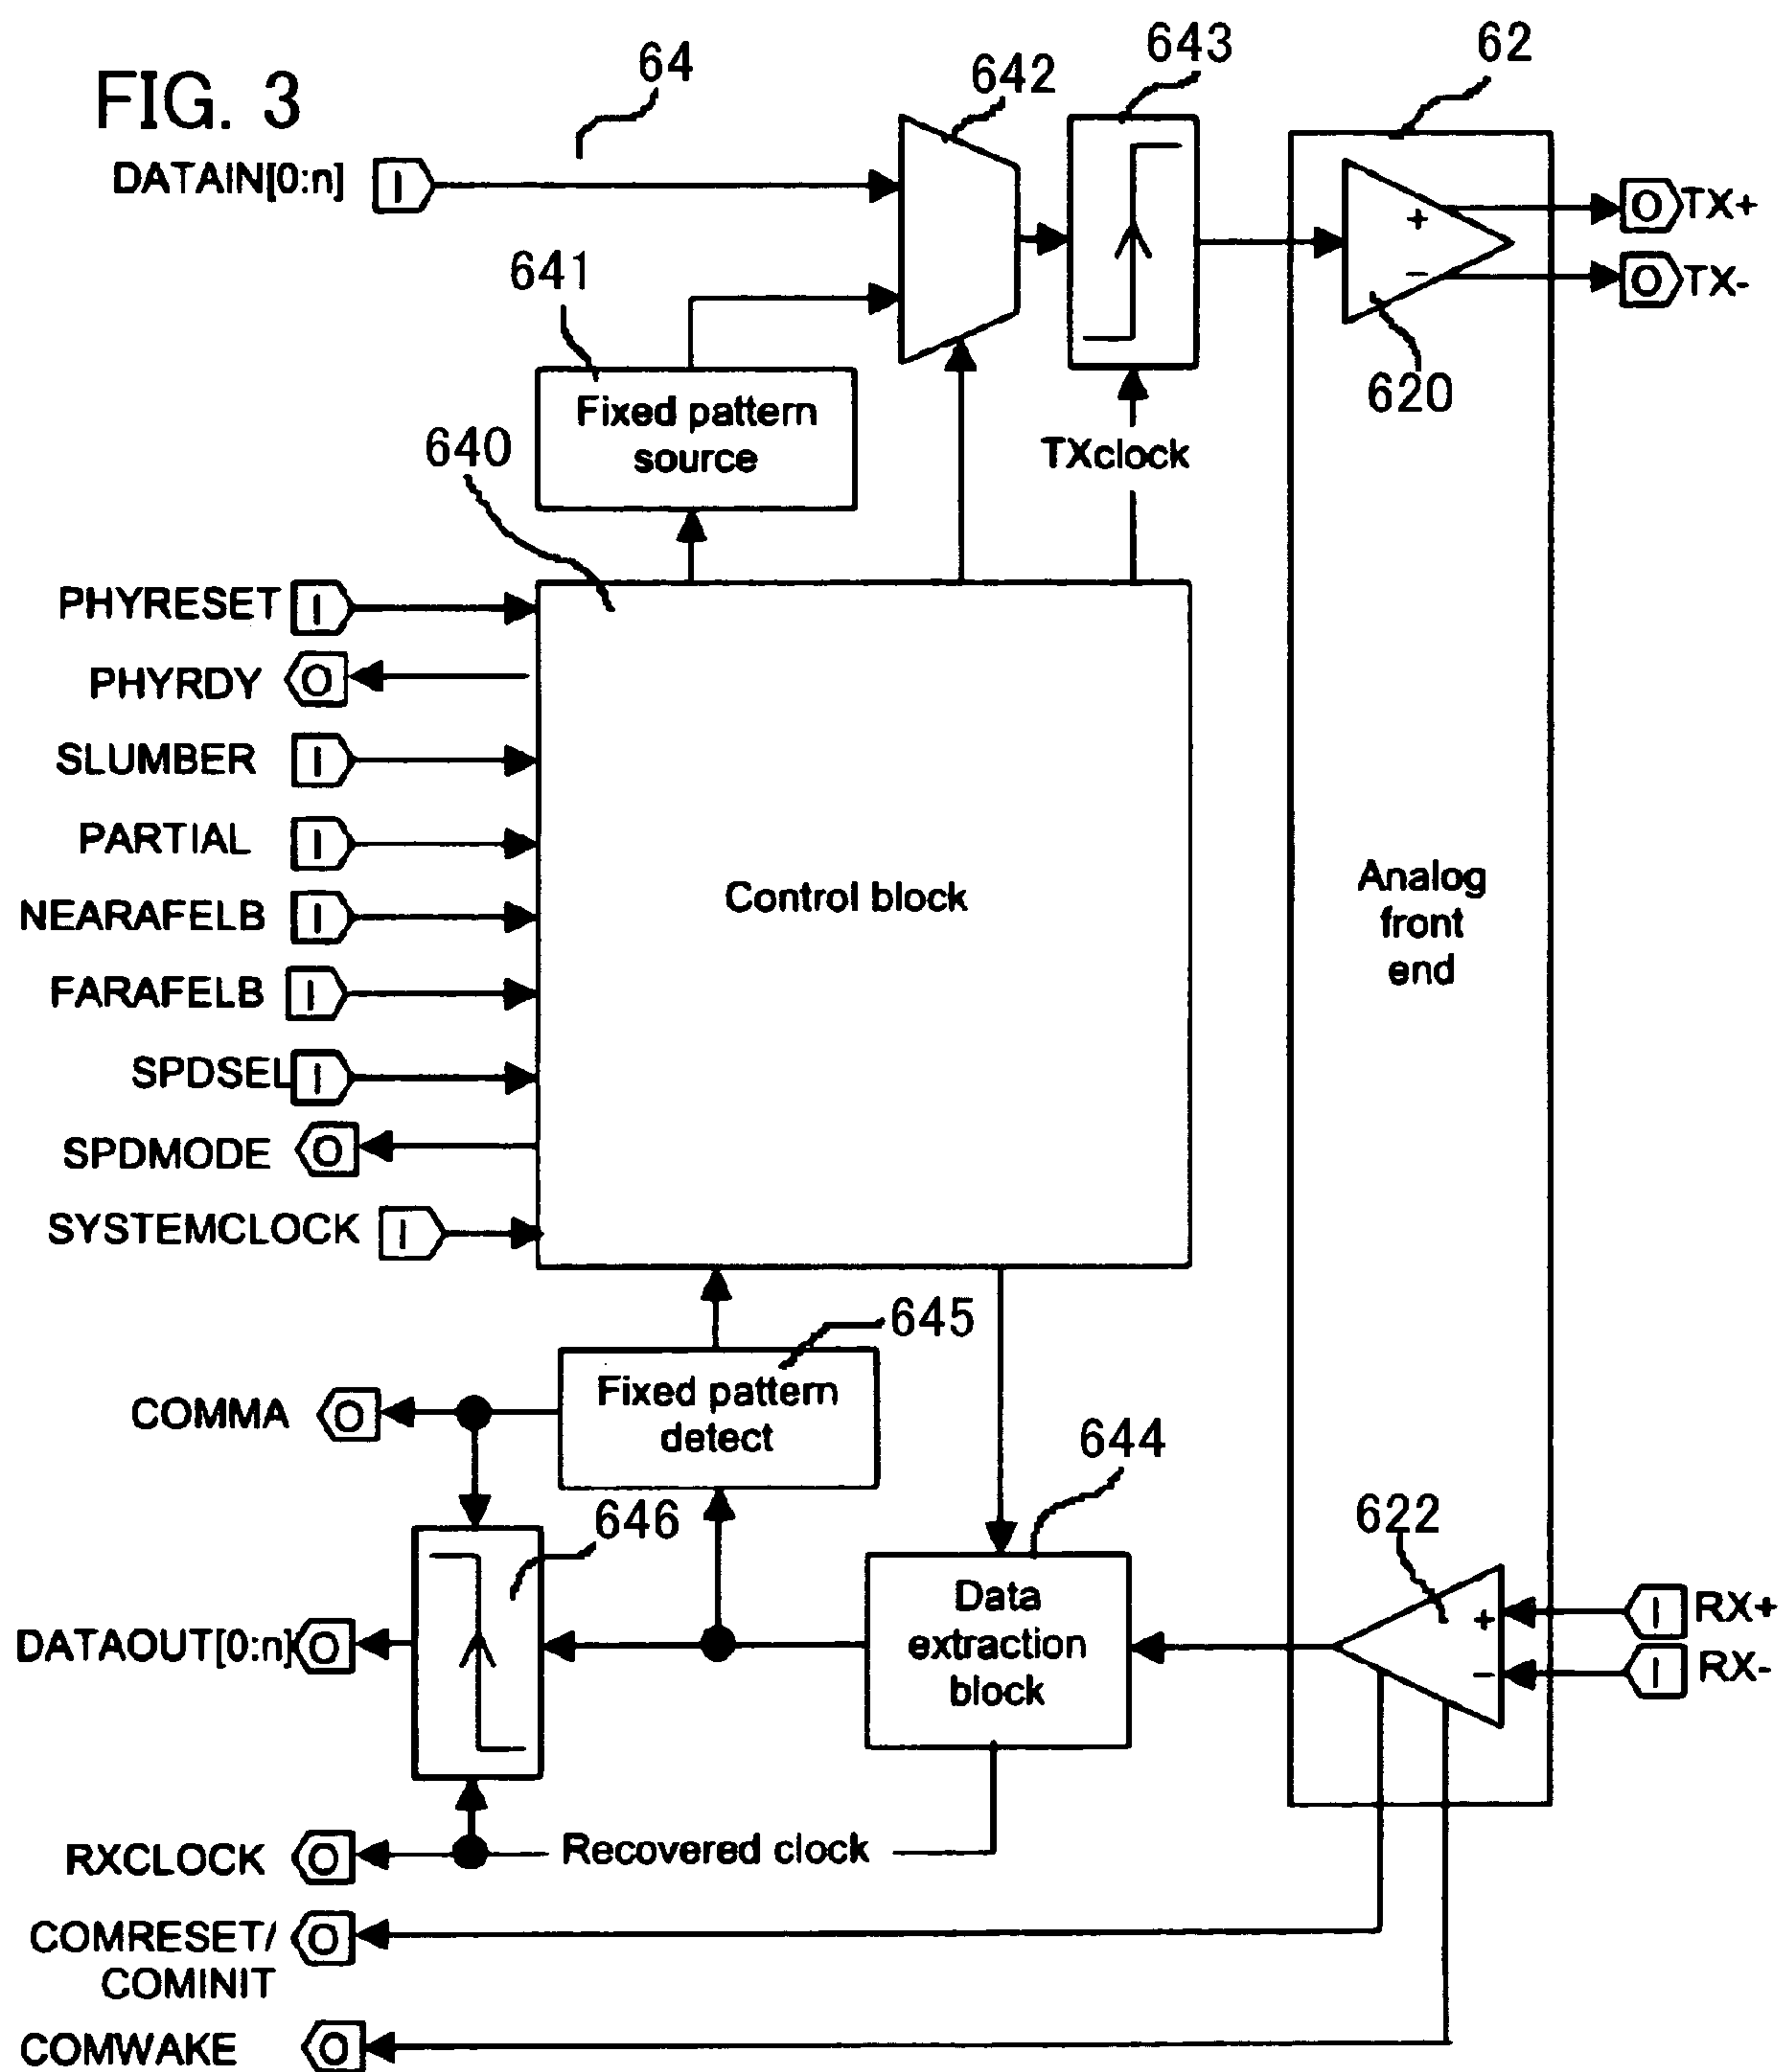 FIG. 3
64
642
643
62
DATAIN[0:n]
I
+
-
O
TX+
O
TX-
620
641
Fixed pattern
source
640
TXclock
PHYRESET
I
PHYRDY
O
SLUMBER
I
PARTIAL
I
NEARAFELB
I
FARAFELB
I
SPDSEL
I
SPDMODE
O
SYSTEMCLOCK
I
Control block
Analog
front
end
645
Fixed pattern
detect
COMMA
O
644
646
622
Data
extraction
block
DATAOUT[0:n]
O
+
-
I
RX+
I
RX-
RXCLOCK
O
Recovered clock
COMRESET/
COMINIT
O
COMWAKE
O